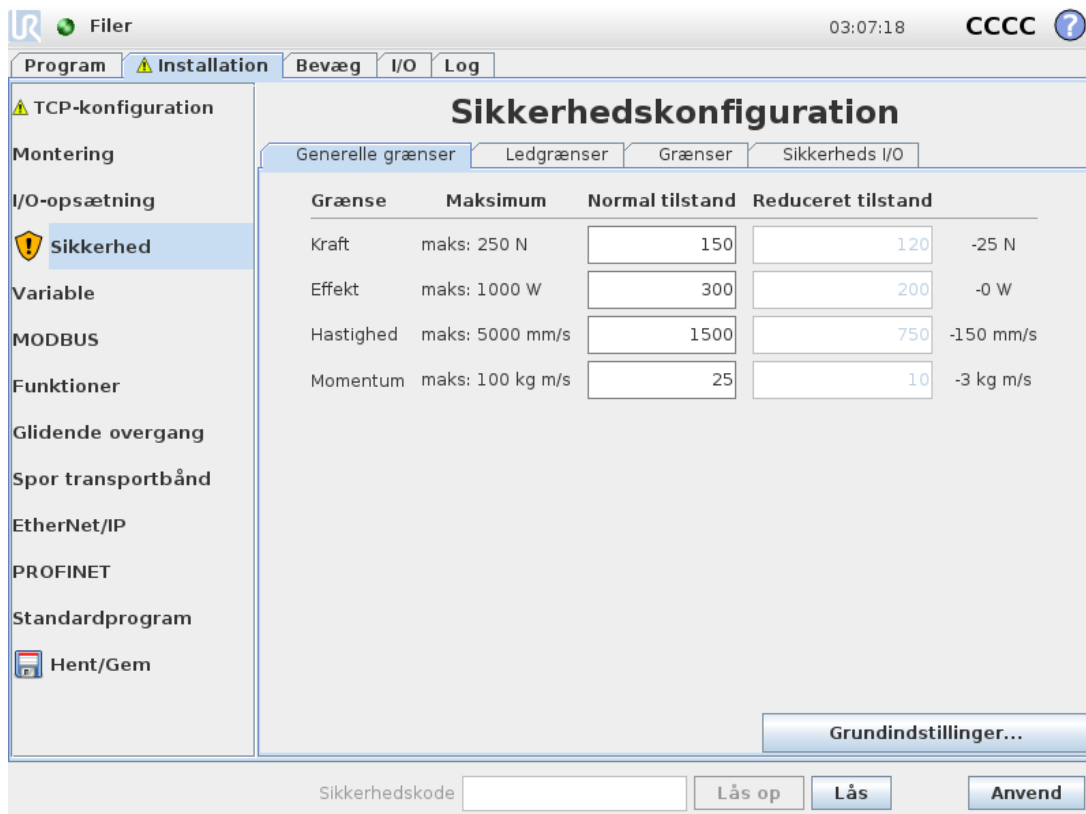 UR Filer 03:07:18 CCCC ?
Program Installation Bevæg I/O Log
TCP-konfiguration
Montering
I/O-opsætning
Sikkerhed
Variable
MODBUS
Funktioner
Glidende overgang
Spor transportbånd
EtherNet/IP
PROFINET
Standardprogram
Hent/Gem
Sikkerhedskonfiguration
Generelle grænser Ledgrænser Grænser Sikkerheds I/O
Grænse Maksimum Normal tilstand Reduceret tilstand
Kraft maks: 250 N 150 120 -25 N
Effekt maks: 1000 W 300 200 -0 W
Hastighed maks: 5000 mm/s 1500 750 -150 mm/s
Momentum maks: 100 kg m/s 25 10 -3 kg m/s
Grundindstillinger...
Sikkerhedskode Lås op Lås Anvend